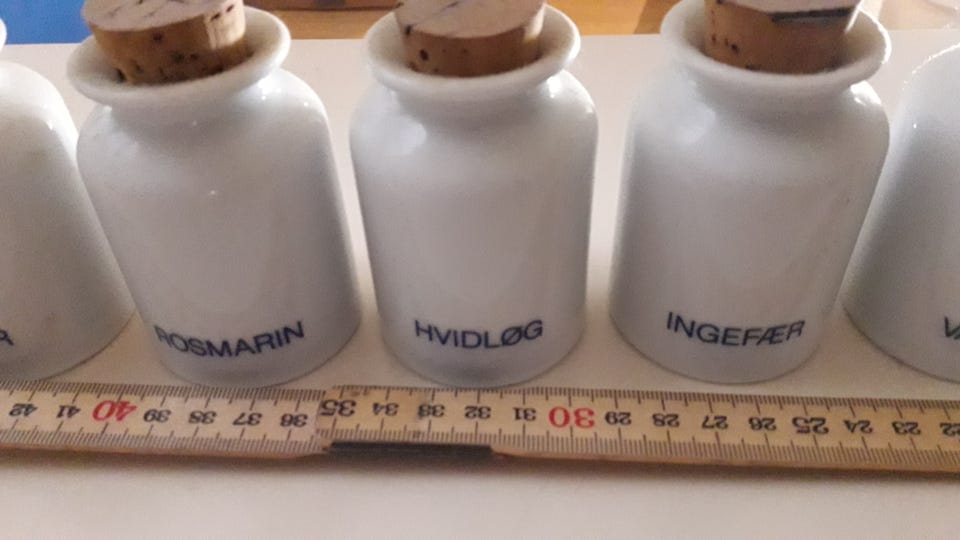 R
ROSMARIN
HVIDLØG
INGEFÆR
VA
42 41 40 39 38 37 36 35 34 33 32 31 30 29 28 27 26 25 24 23 22